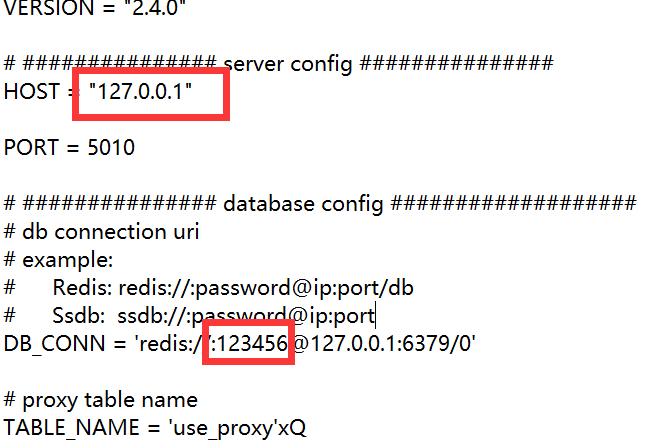 VERSION = "2.4.0"
# ############### server config ###############
HOST = "127.0.0.1"
PORT = 5010
# ############### database config ###################
# db connection uri
# example:
# Redis: redis://:password@ip:port/db
# Ssdb: ssdb://:password@ip:port
DB_CONN = 'redis://:123456@127.0.0.1:6379/0'
# proxy table name
TABLE_NAME = 'use_proxy'xQ